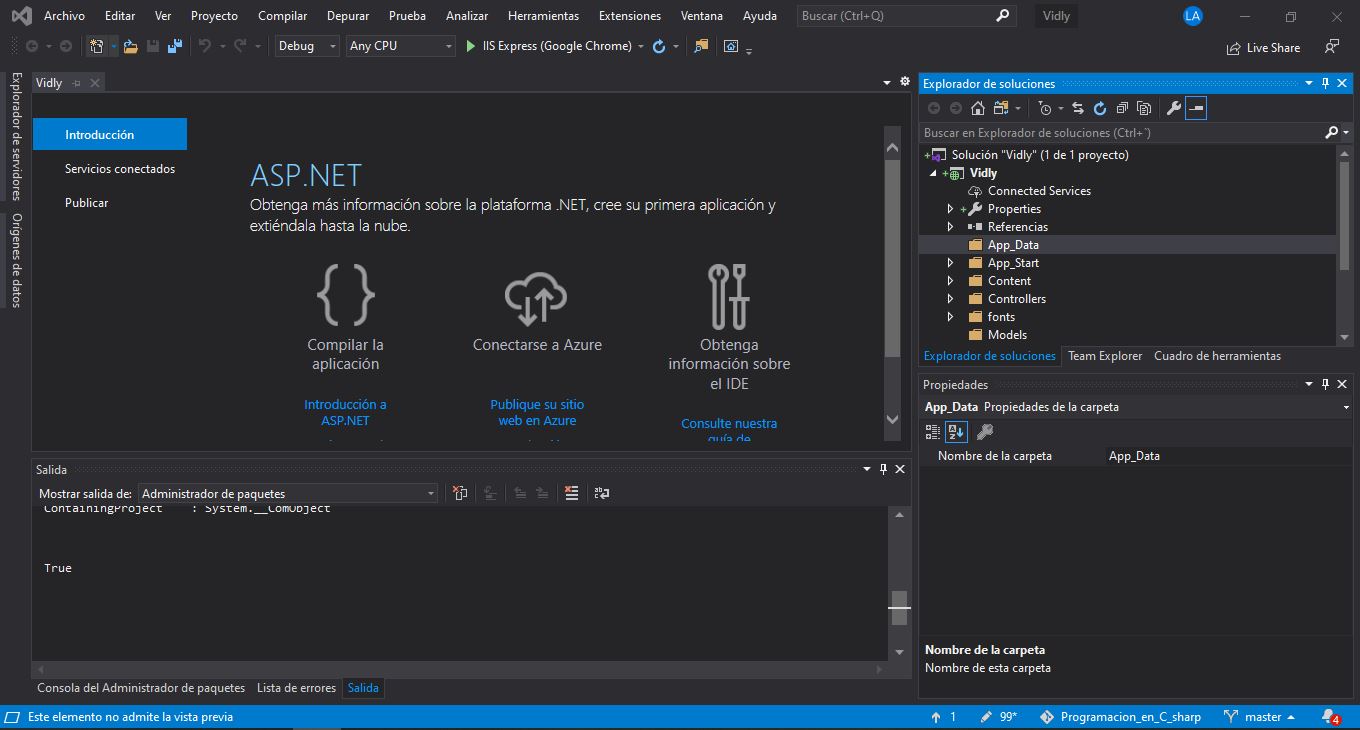 Archivo Editar Ver Proyecto Compilar Depurar Prueba Analizar Herramientas Extensiones Ventana Ayuda Buscar (Ctrl+Q) Vidly LA
Debug Any CPU IIS Express (Google Chrome) Live Share
Explorador de servidores
Orígenes de datos
Vidly
Introducción
Servicios conectados
Publicar
ASP.NET
Obtenga más información sobre la plataforma .NET, cree su primera aplicación y
extiéndala hasta la nube.
Compilar la
aplicación
Introducción a
ASP.NET
Conectarse a Azure
Publique su sitio
web en Azure
Obtenga
información sobre
el IDE
Consulte nuestra
guía de
Salida
Mostrar salida de: Administrador de paquetes
ContainingProject : System.__ComObject
True
Consola del Administrador de paquetes Lista de errores Salida
Explorador de soluciones
Buscar en Explorador de soluciones (Ctrl+`)
Solución "Vidly" (1 de 1 proyecto)
Vidly
Connected Services
Properties
Referencias
App_Data
App_Start
Content
Controllers
fonts
Models
Explorador de soluciones Team Explorer Cuadro de herramientas
Propiedades
App_Data Propiedades de la carpeta
Nombre de la carpeta App_Data
Nombre de la carpeta
Nombre de esta carpeta
Este elemento no admite la vista previa 1 99* Programacion_en_C_sharp master 4